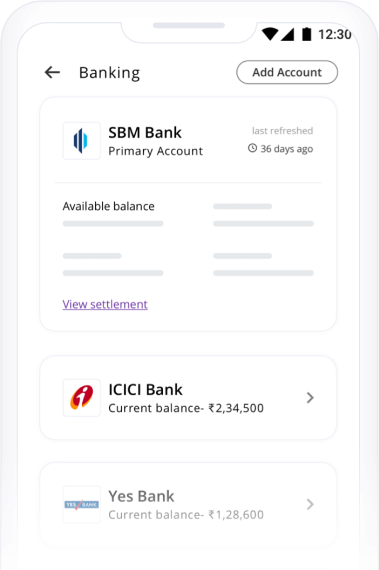 12:30
Banking
Add Account
SBM Bank
last refreshed
Primary Account
36 days ago
Available balance
View settlement
ICICI Bank
Current balance- ₹2,34,500
YES BANK
Yes Bank
Current balance- ₹1,28,600